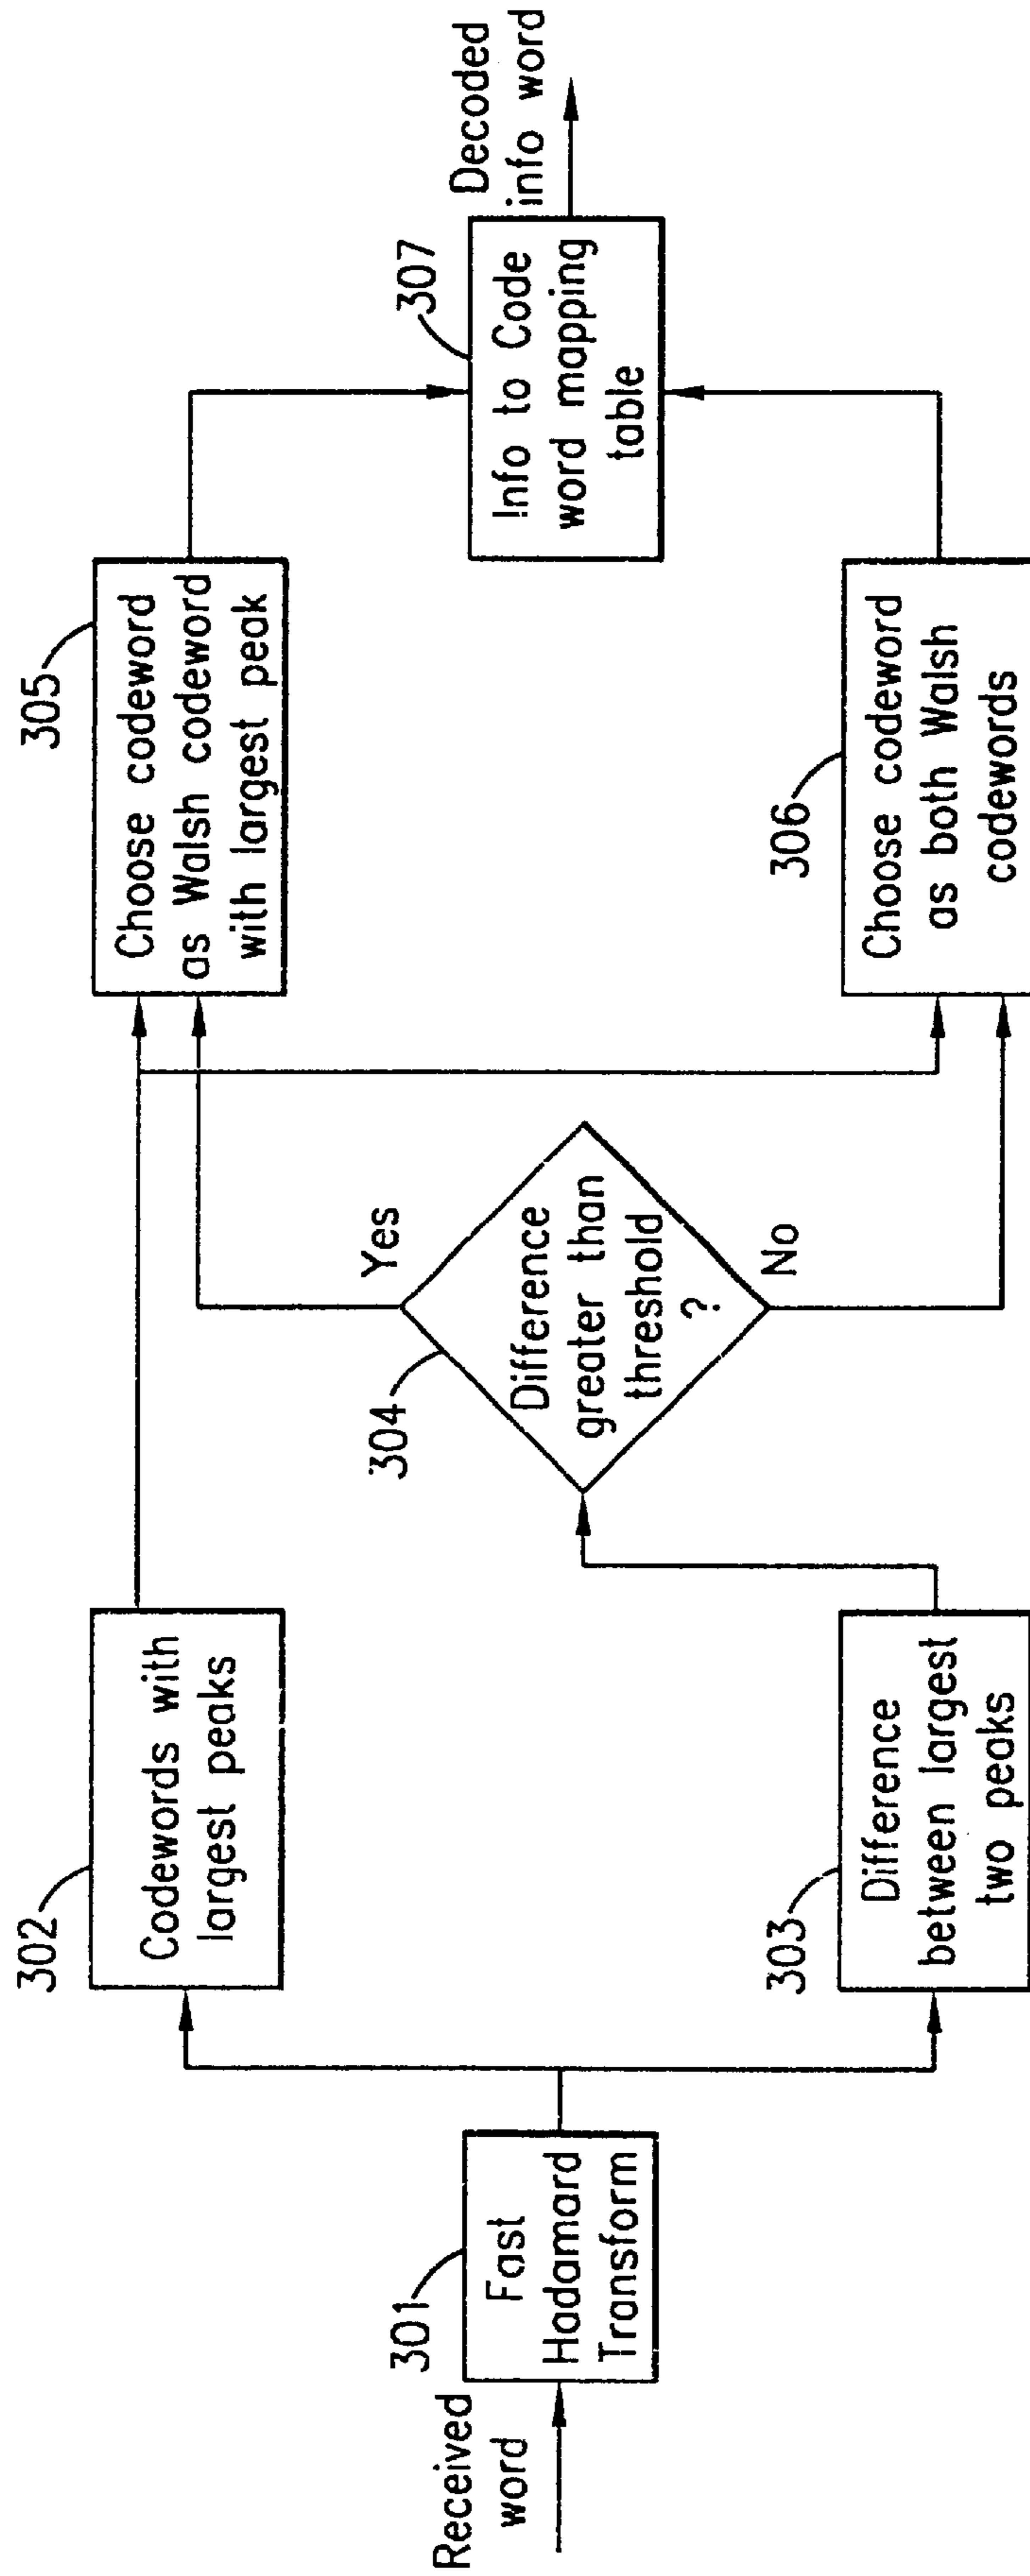 Received
word
301
Fast
Hadamard
Transform
302
Codewords with
largest peaks
303
Difference
between largest
two peaks
304
Difference
greater than
threshold
?
Yes
No
305
Choose codeword
as Walsh codeword
with largest peak
306
Choose codeword
as both Walsh
codewords
307
Info to Code
word mapping
table
Decoded
info word